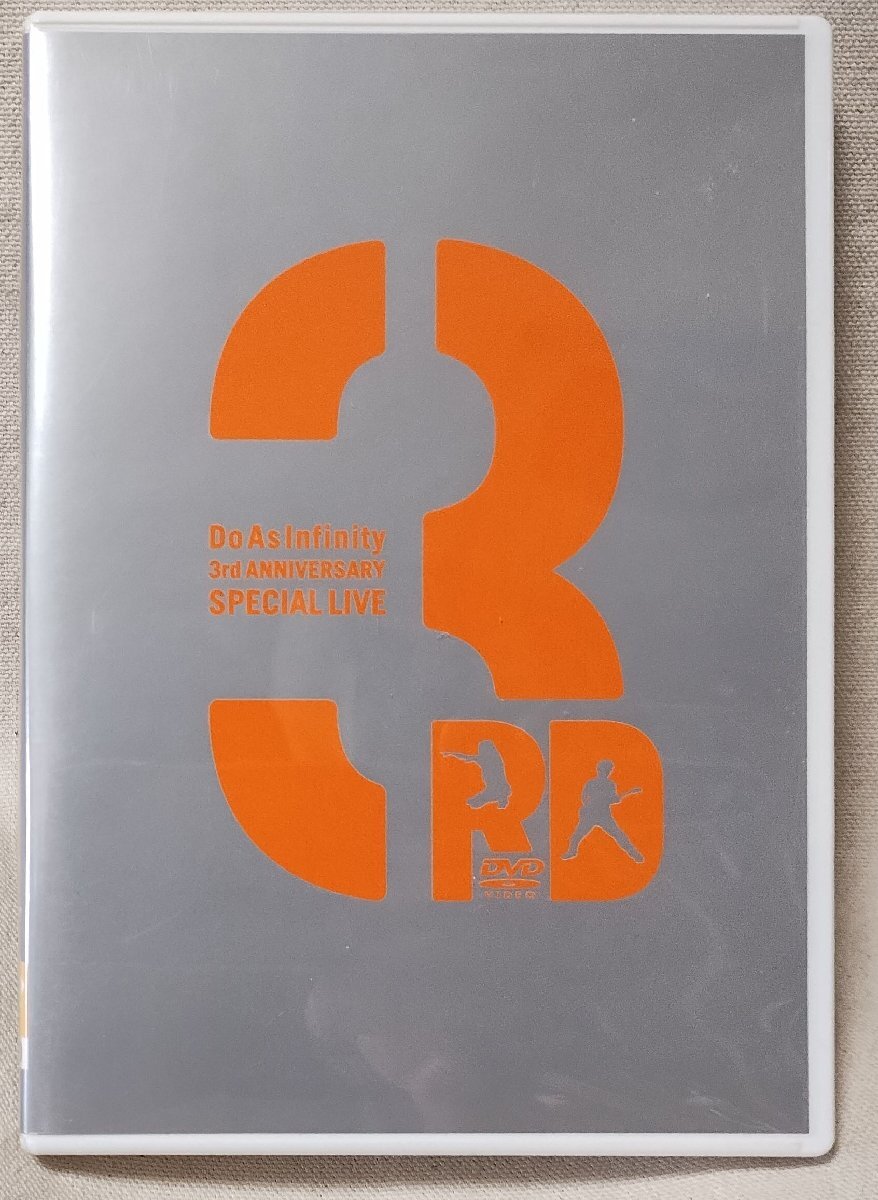 3
Do As Infinity
3rd ANNIVERSARY
SPECIAL LIVE
RD
DVD
VIDEO